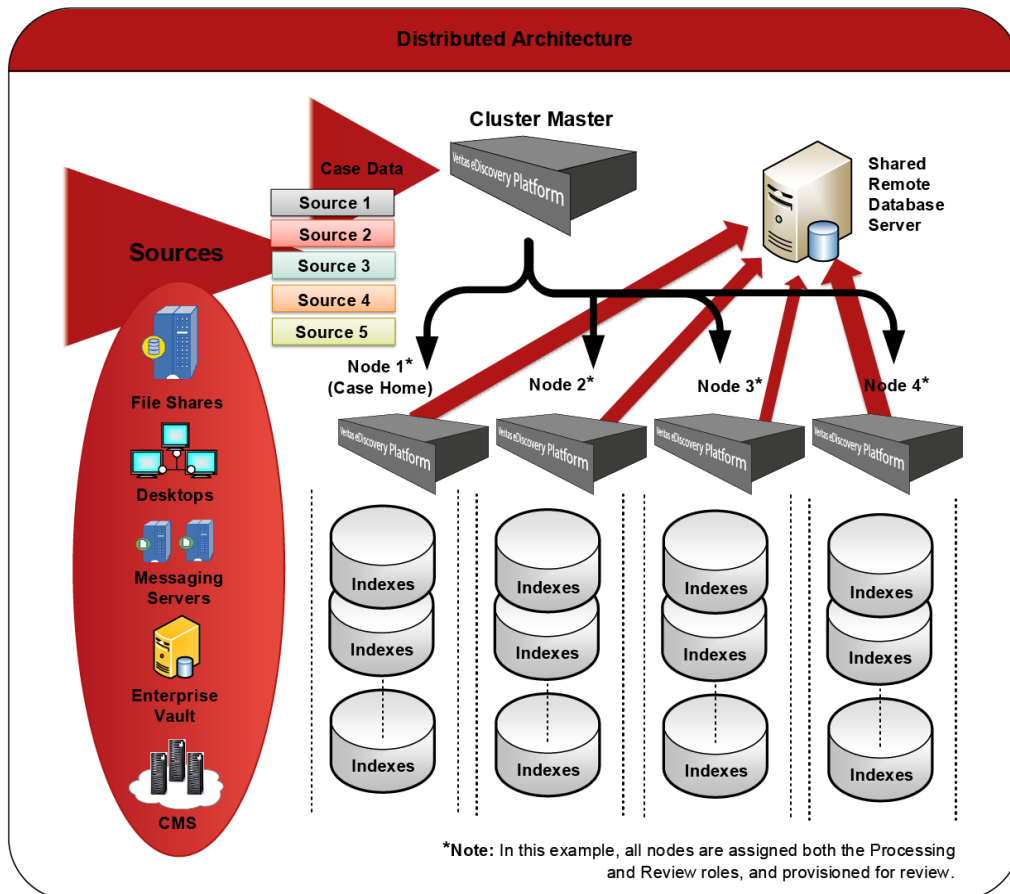 Distributed Architecture
Cluster Master
Veritas eDiscovery Platform
Case Data
Source 1
Source 2
Source 3
Source 4
Source 5
Sources
Shared
Remote
Database
Server
File Shares
Desktops
Messaging
Servers
Enterprise
Vault
CMS
Node 1*
(Case Home)
Node 2*
Node 3*
Node 4*
Veritas eDiscovery Platform
Veritas eDiscovery Platform
Veritas eDiscovery Platform
Veritas eDiscovery Platform
Indexes
Indexes
Indexes
Indexes
Indexes
Indexes
Indexes
Indexes
Indexes
Indexes
Indexes
Indexes
*Note: In this example, all nodes are assigned both the Processing
and Review roles, and provisioned for review.